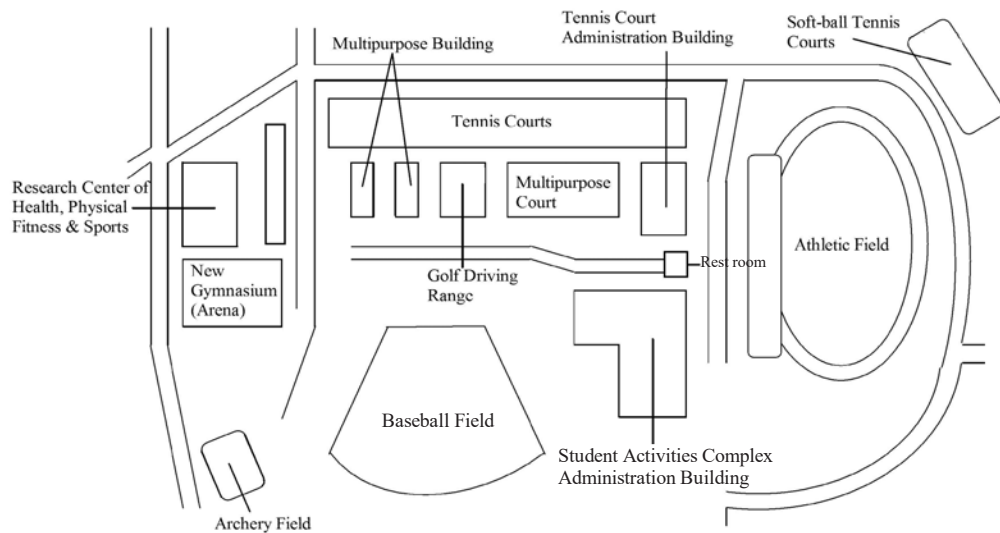 Tennis Court
Administration Building
Soft-ball Tennis
Courts
Multipurpose Building
Tennis Courts
Research Center of
Health, Physical
Fitness & Sports
Multipurpose
Court
Athletic Field
Rest room
New
Gymnasium
(Arena)
Golf Driving
Range
Baseball Field
Student Activities Complex
Administration Building
Archery Field